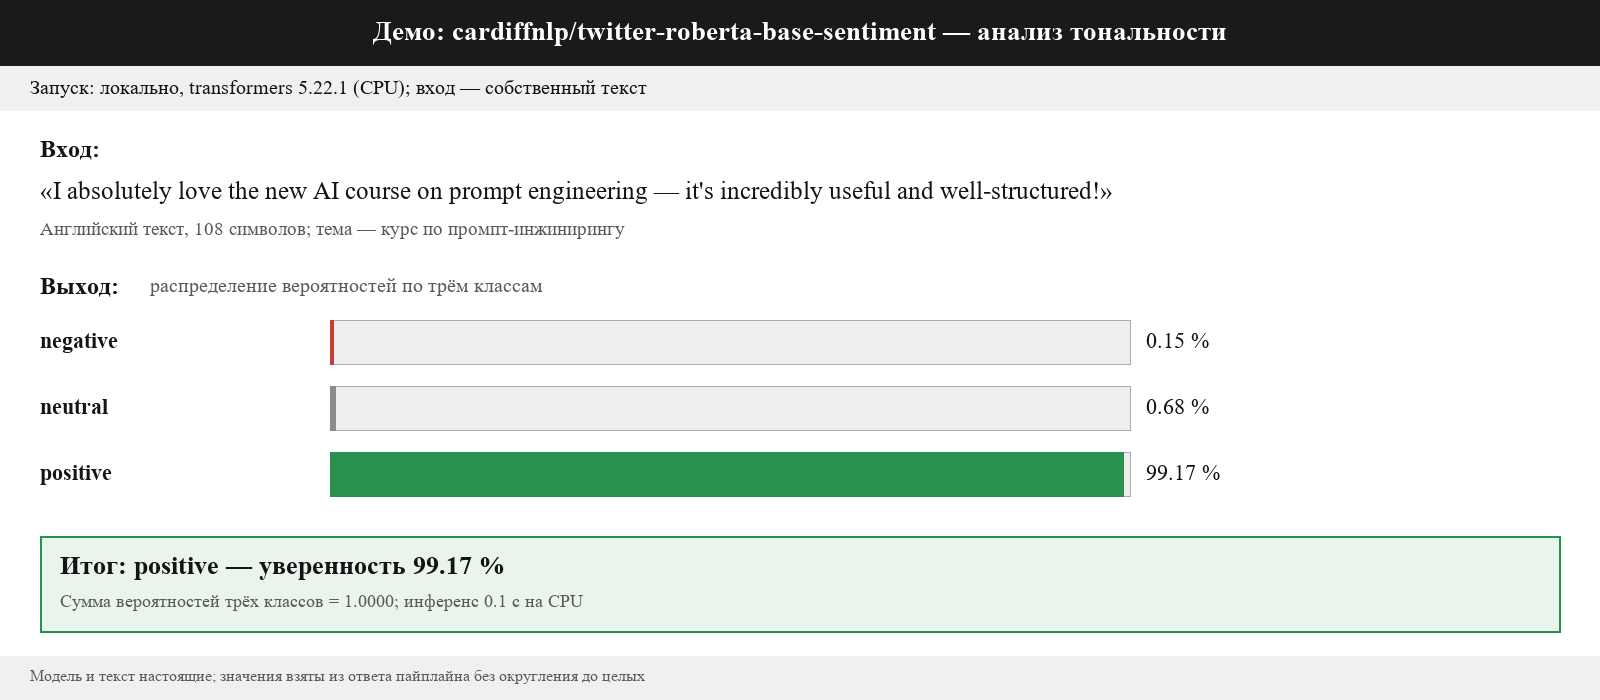 Демо: cardiffnlp/twitter-roberta-base-sentiment — анализ тональности
Запуск: локально, transformers 5.22.1 (CPU); вход — собственный текст
Вход:
«I absolutely love the new AI course on prompt engineering — it's incredibly useful and well-structured!»
Английский текст, 108 символов; тема — курс по промпт-инжинирингу
Выход: распределение вероятностей по трём классам
negative 0.15 %
neutral 0.68 %
positive 99.17 %
Итог: positive — уверенность 99.17 %
Сумма вероятностей трёх классов = 1.0000; инференс 0.1 с на CPU
Модель и текст настоящие; значения взяты из ответа пайплайна без округления до целых